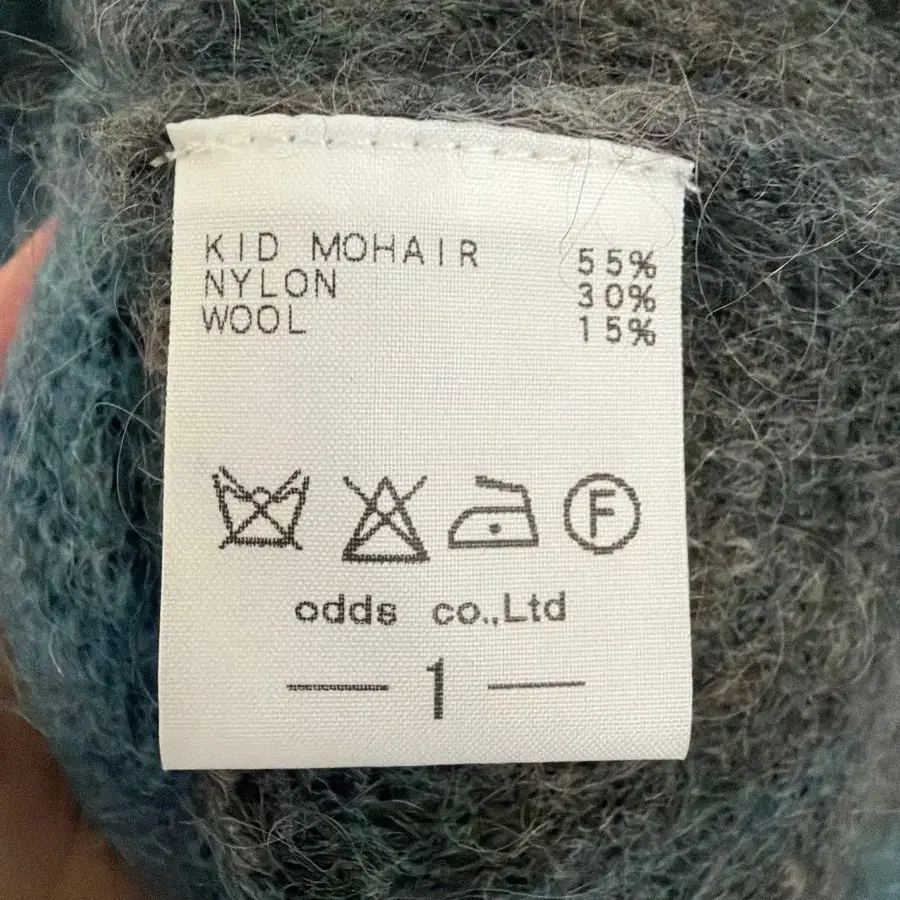 KID MOHAIR 55%
NYLON 30%
WOOL 15%
F
odds co.,Ltd
1